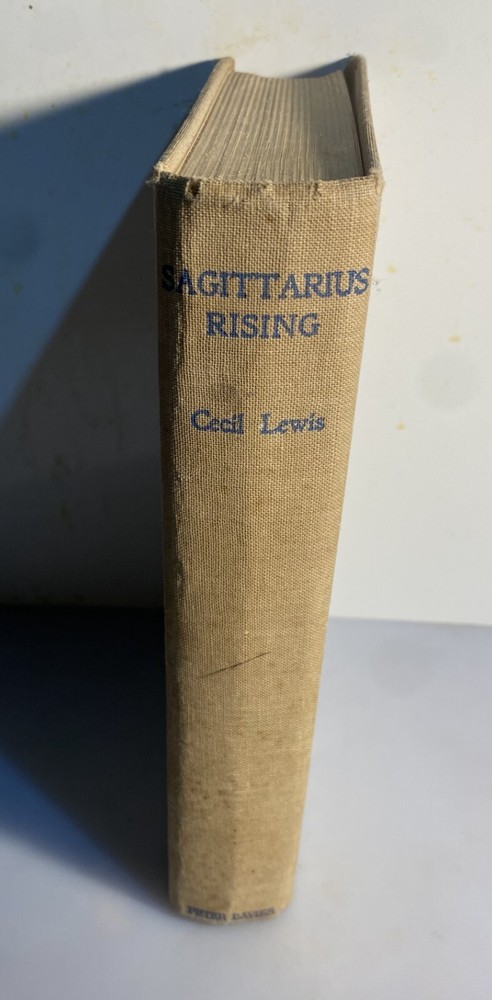 SAGITTARIUS
RISING
Cecil Lewis
PETER DAVIES